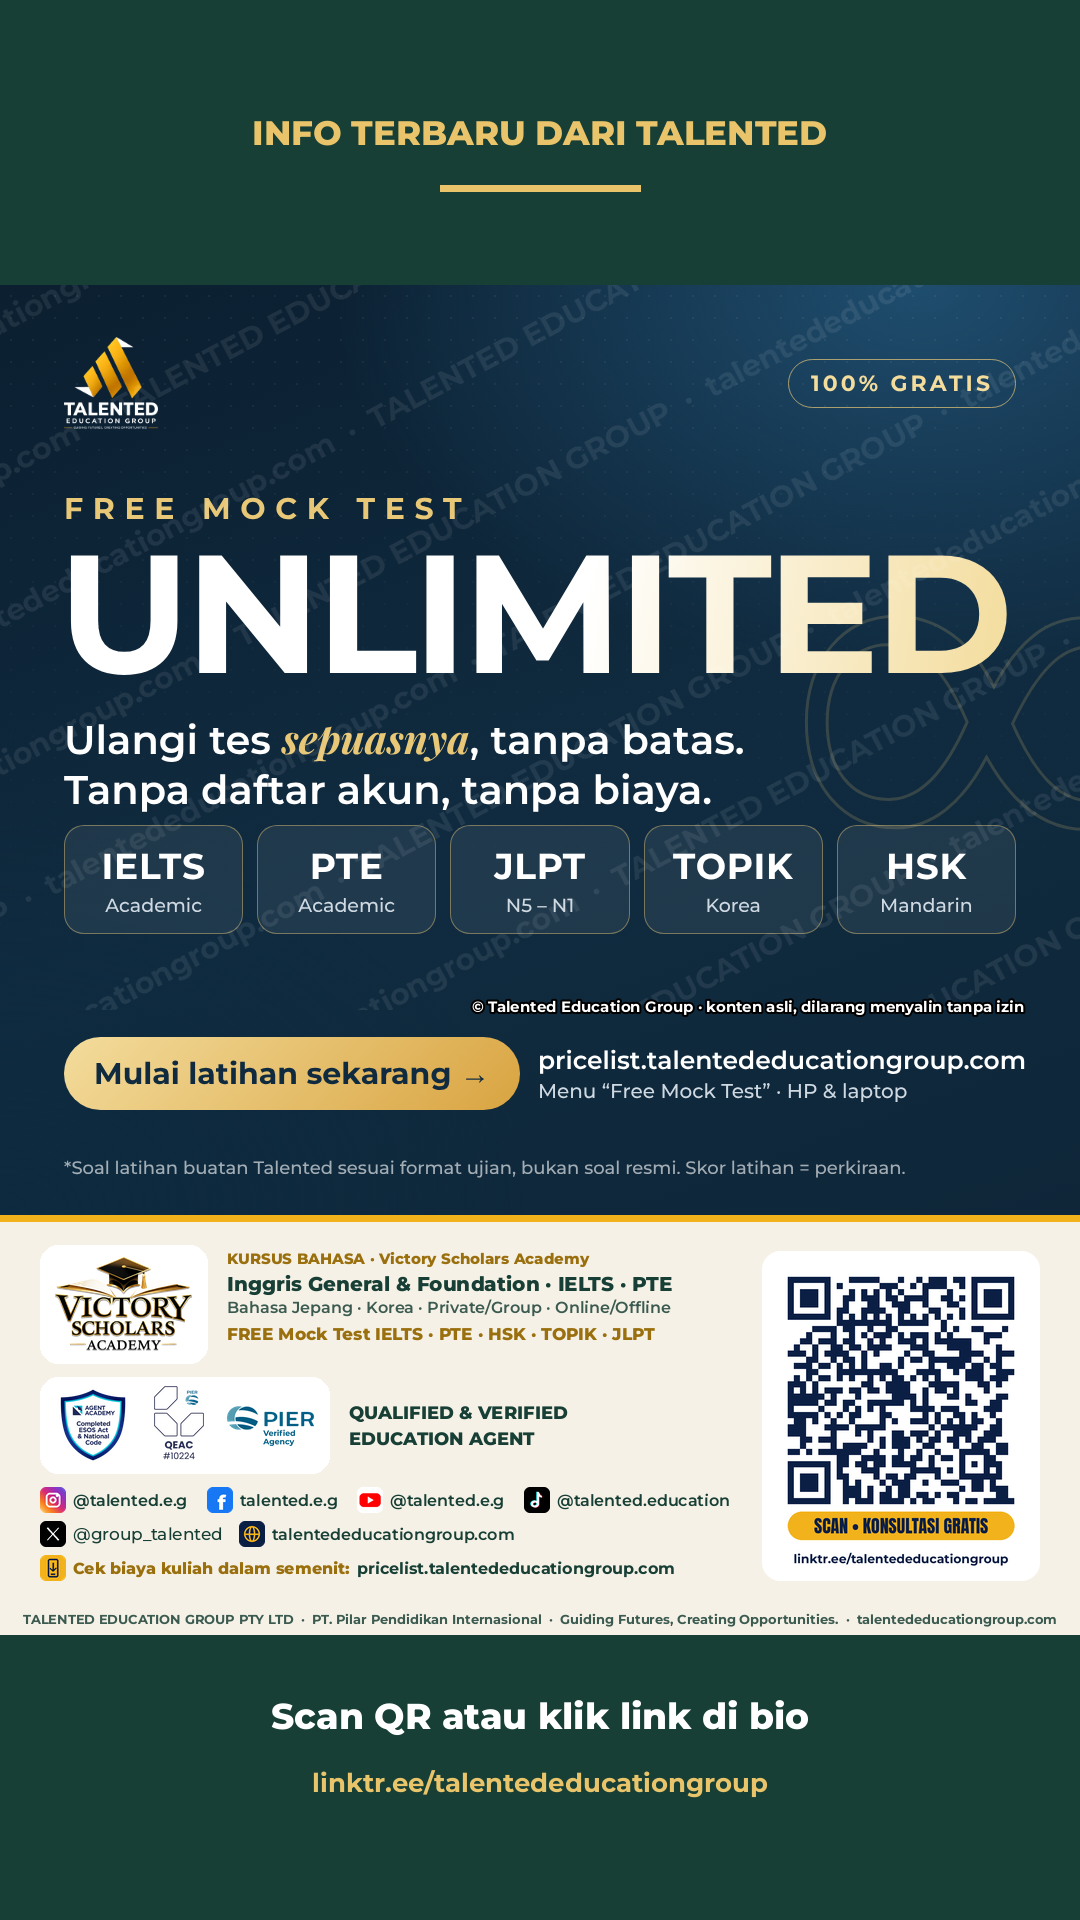 INFO TERBARU DARI TALENTED
TALENTED
EDUCATION GROUP
100% GRATIS
FREE MOCK TEST
UNLIMITED
Ulangi tes sepuasnya, tanpa batas.
Tanpa daftar akun, tanpa biaya.
IELTS
Academic
PTE
Academic
JLPT
N5 – N1
TOPIK
Korea
HSK
Mandarin
© Talented Education Group · konten asli, dilarang menyalin tanpa izin
Mulai latihan sekarang →
pricelist.talentededucationgroup.com
Menu “Free Mock Test” · HP & laptop
*Soal latihan buatan Talented sesuai format ujian, bukan soal resmi. Skor latihan = perkiraan.
VICTORY
SCHOLARS
ACADEMY
KURSUS BAHASA · Victory Scholars Academy
Inggris General & Foundation · IELTS · PTE
Bahasa Jepang · Korea · Private/Group · Online/Offline
FREE Mock Test IELTS · PTE · HSK · TOPIK · JLPT
AGENT
ACADEMY
Completed
ESOS Act
& National
Code
PIER
QEAC
#10224
PIER
Verified
Agency
QUALIFIED & VERIFIED
EDUCATION AGENT
@talented.e.g talented.e.g @talented.e.g @talented.education
@group_talented talentededucationgroup.com
Cek biaya kuliah dalam semenit: pricelist.talentededucationgroup.com
SCAN • KONSULTASI GRATIS
linktr.ee/talentededucationgroup
TALENTED EDUCATION GROUP PTY LTD · PT. Pilar Pendidikan Internasional · Guiding Futures, Creating Opportunities. · talentededucationgroup.com
Scan QR atau klik link di bio
linktr.ee/talentededucationgroup